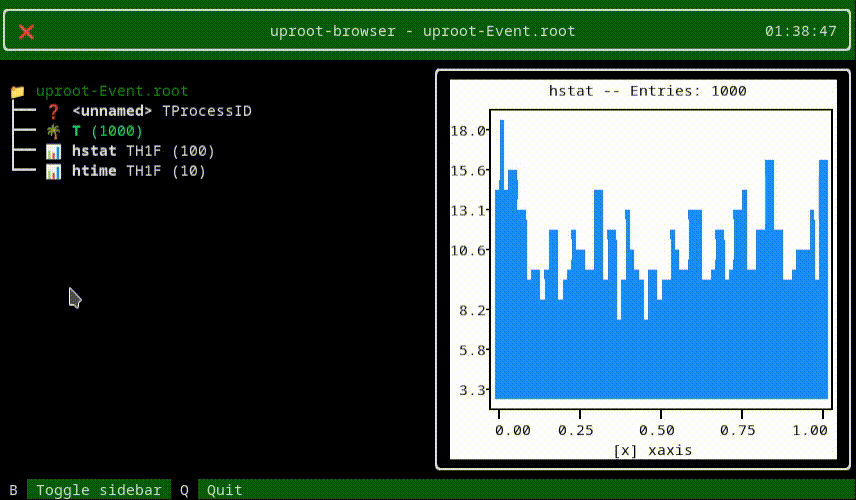 uproot-browser - uproot-Event.root
01:38:47
uproot-Event.root
<unnamed> TProcessID
T (1000)
hstat TH1F (100)
htime TH1F (10)
hstat -- Entries: 1000
18.0
15.6
13.1
10.6
8.2
5.8
3.3
0.00 0.25 0.50 0.75 1.00
[x] xaxis
B Toggle sidebar Q Quit